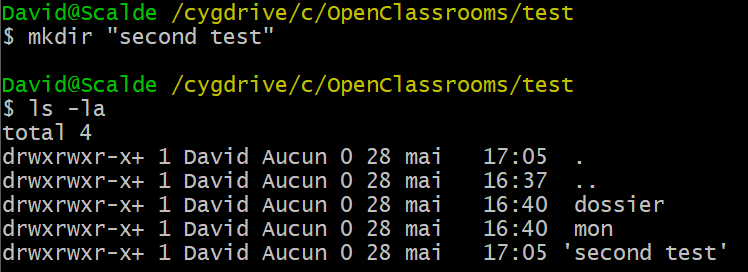 David@Scalde /cygdrive/c/OpenClassrooms/test
$ mkdir "second test"
David@Scalde /cygdrive/c/OpenClassrooms/test
$ ls -la
total 4
drwxrwxr-x+ 1 David Aucun 0 28 mai   17:05  .
drwxrwxr-x+ 1 David Aucun 0 28 mai   16:37  ..
drwxrwxr-x+ 1 David Aucun 0 28 mai   16:40  dossier
drwxrwxr-x+ 1 David Aucun 0 28 mai   16:40  mon
drwxrwxr-x+ 1 David Aucun 0 28 mai   17:05 'second test'